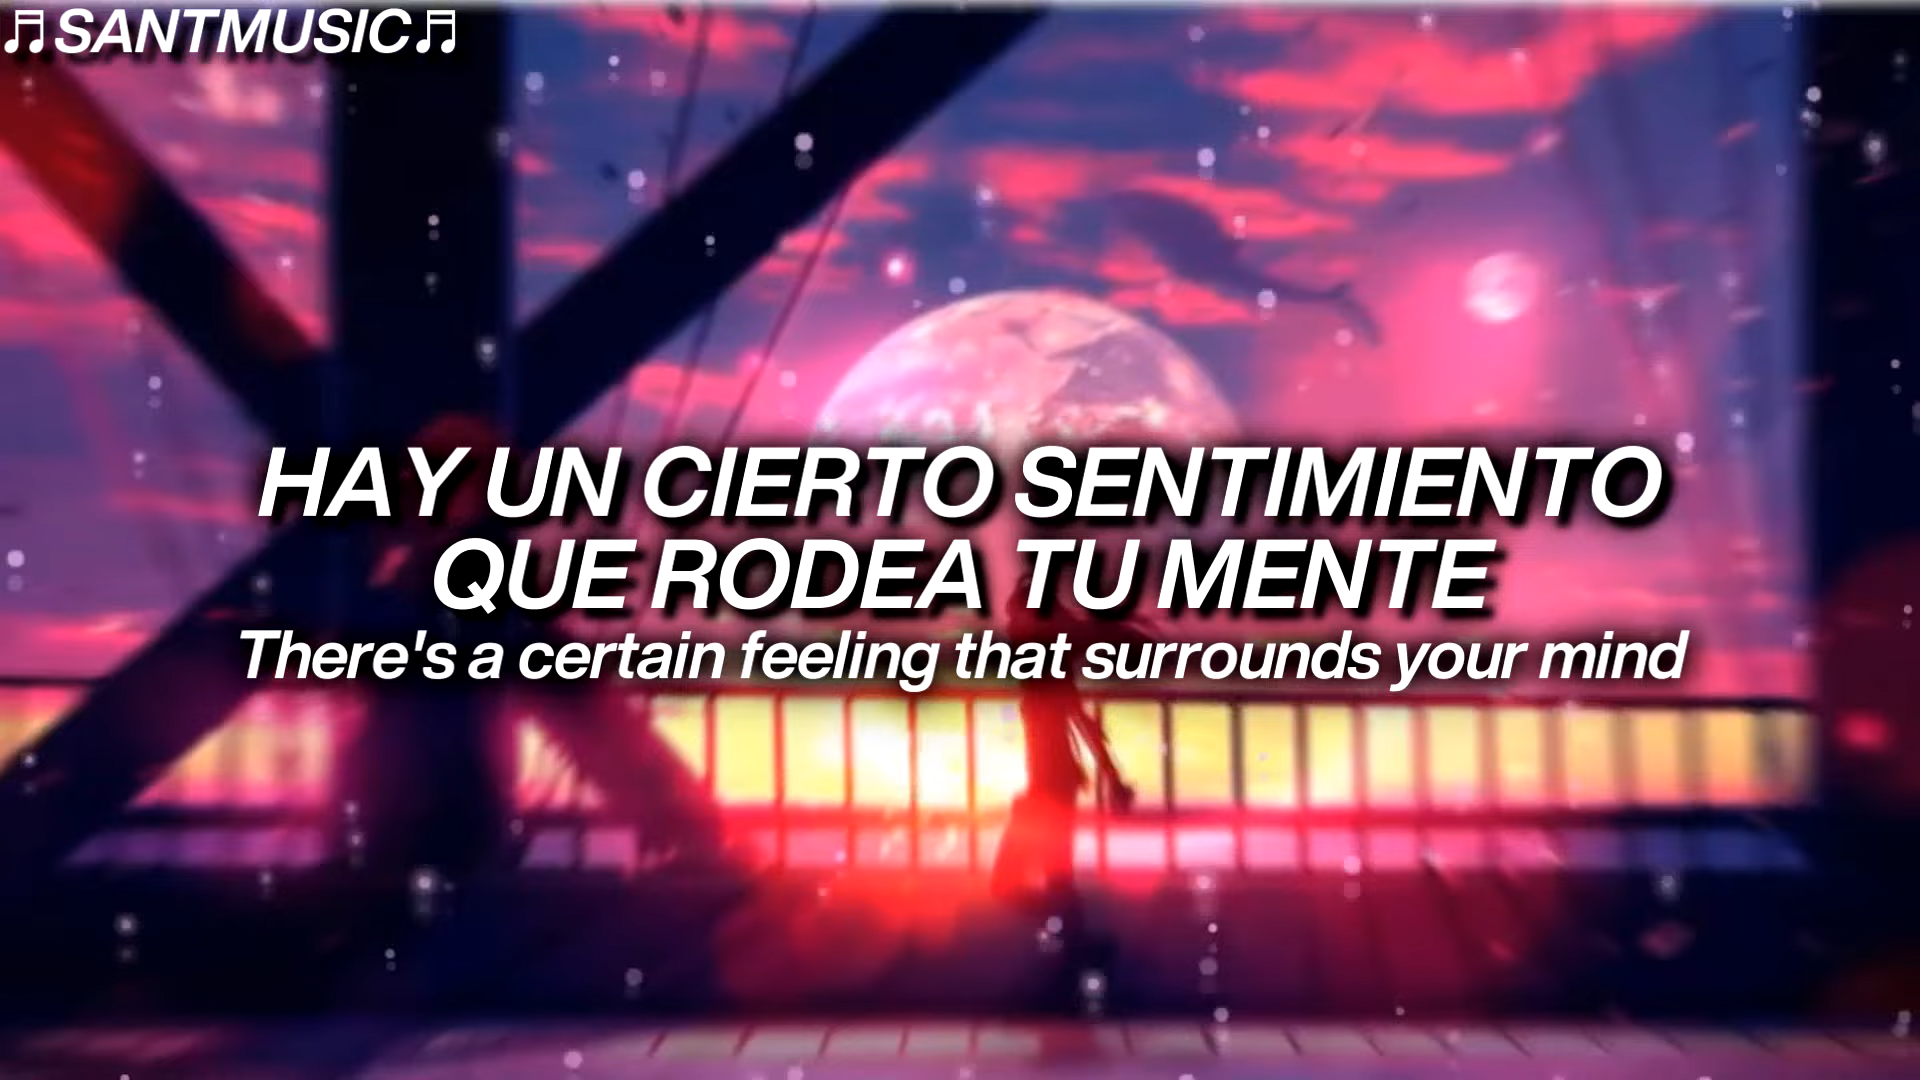 ♬SANTMUSIC♬
HAY UN CIERTO SENTIMIENTO
QUE RODEA TU MENTE
There's a certain feeling that surrounds your mind